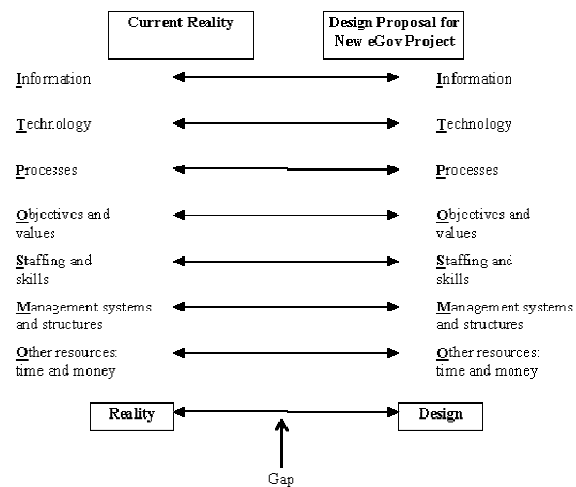 Current Reality
Design Proposal for
New eGov Project
Information
Information
Technology
Technology
Processes
Processes
Objectives and
values
Objectives and
values
Staffing and
skills
Staffing and
skills
Management systems
and structures
Management systems
and structures
Other resources:
time and money
Other resources:
time and money
Reality
Design
Gap